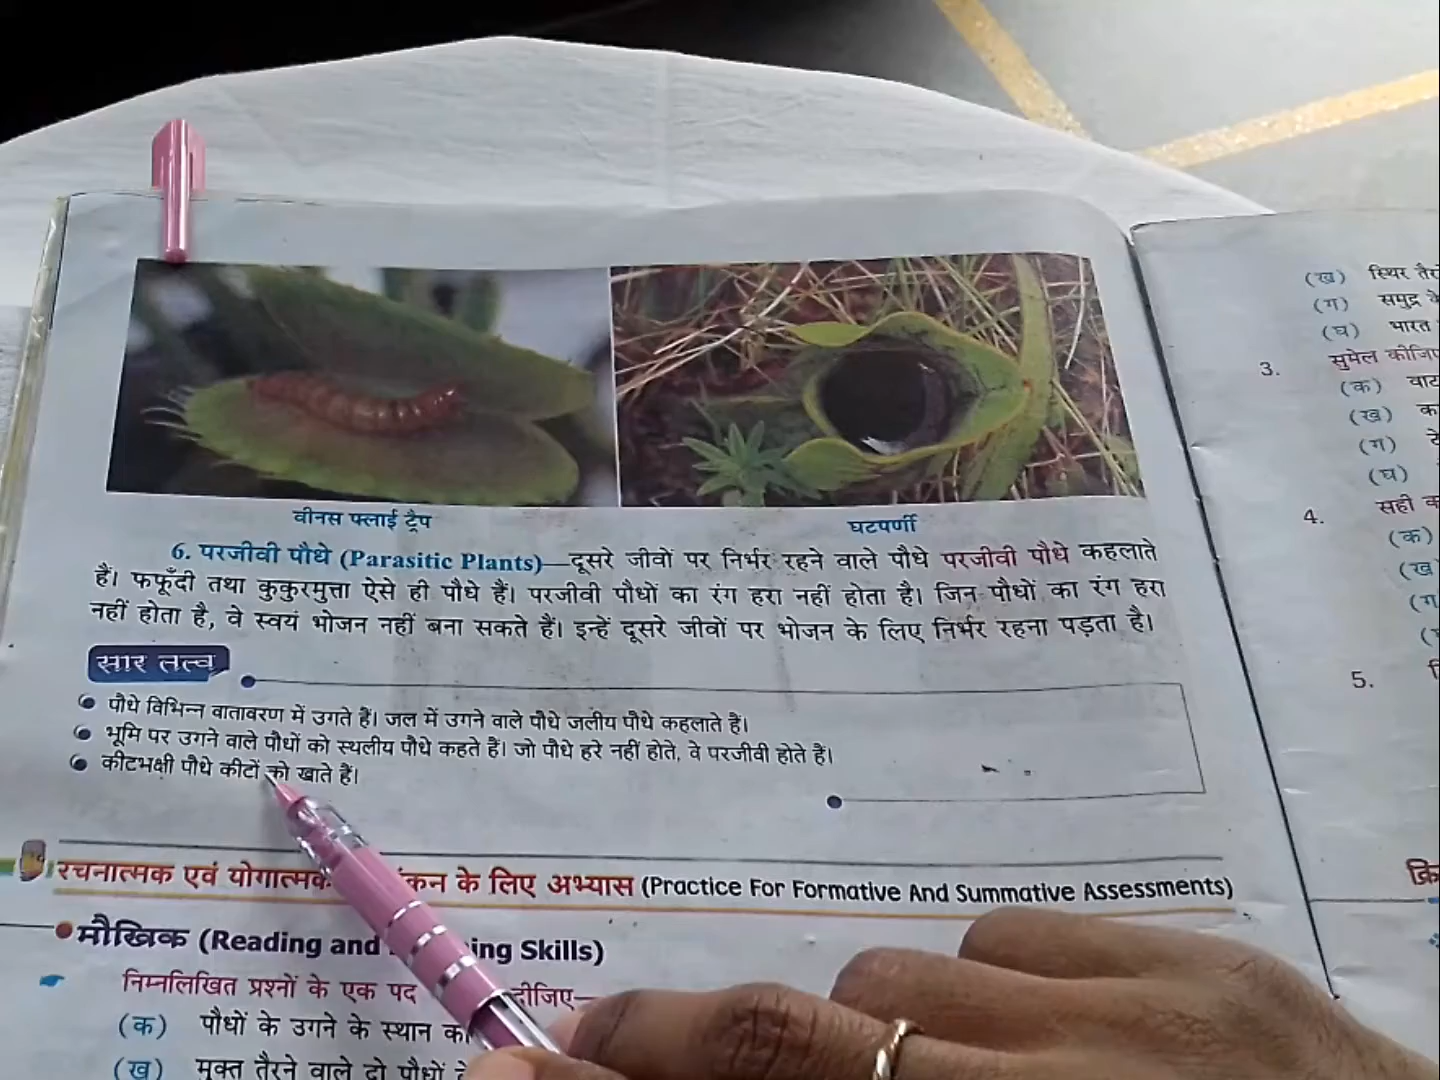 वीनस फ्लाई ट्रैप
घटपर्णी
6. परजीवी पौधे (Parasitic Plants)—दूसरे जीवों पर निर्भर रहने वाले पौधे परजीवी पौधे कहलाते
हैं। फफूँदी तथा कुकुरमुत्ता ऐसे ही पौधे हैं। परजीवी पौधों का रंग हरा नहीं होता है। जिन पौधों का रंग हरा
नहीं होता है, वे स्वयं भोजन नहीं बना सकते हैं। इन्हें दूसरे जीवों पर भोजन के लिए निर्भर रहना पड़ता है।
सार तत्व
पौधे विभिन्न वातावरण में उगते हैं। जल में उगने वाले पौधे जलीय पौधे कहलाते हैं।
भूमि पर उगने वाले पौधों को स्थलीय पौधे कहते हैं। जो पौधे हरे नहीं होते, वे परजीवी होते हैं।
कीटभक्षी पौधे कीटों को खाते हैं।
रचनात्मक एवं योगात्मक के लिए अभ्यास (Practice For Formative And Summative Assessments)
मौखिक (Reading and Skills)
निम्नलिखित प्रश्नों के एक पद दीजिए—
(क) पौधों के उगने के स्थान
(ख) मुक्त तैरने वाले दो पौधों
(ख) स्थिर
(ग) समुद्र
(घ) भारत
3.
(क)
(ख)
(ग)
(घ)
4. सही
(क)
(ख
(ग
5.